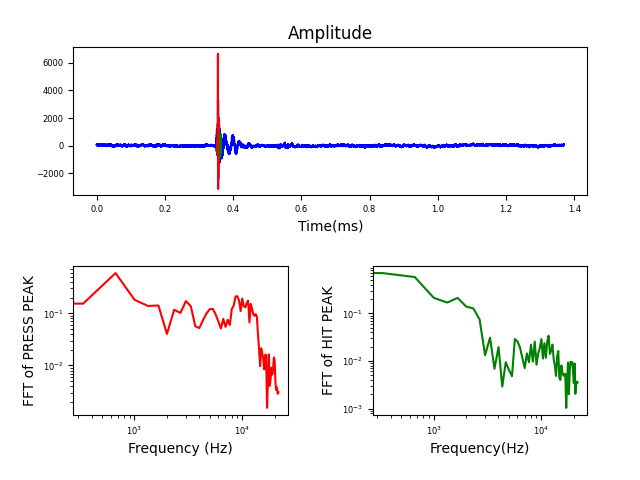 Amplitude
6000
4000
2000
0
−2000
0.0 0.2 0.4 0.6 0.8 1.0 1.2 1.4
Time(ms)
FFT of PRESS PEAK
10⁻¹
10⁻²
10³ 10⁴
Frequency (Hz)
FFT of HIT PEAK
10⁻¹
10⁻²
10⁻³
10³ 10⁴
Frequency(Hz)